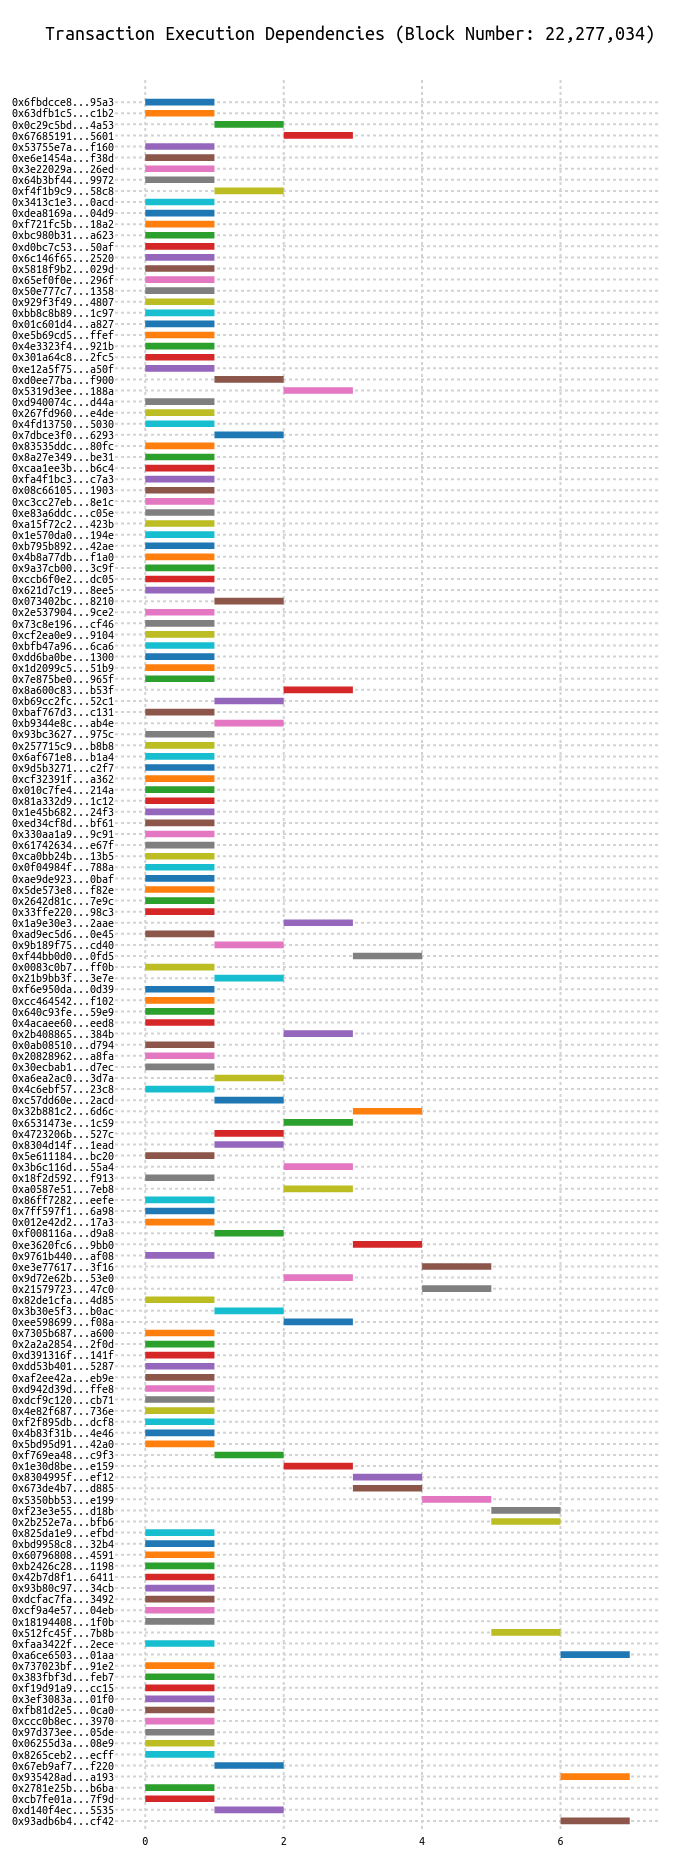 Transaction Execution Dependencies (Block Number: 22,277,034)
0x6fbdcce8...95a3
0x63dfb1c5...c1b2
0x0c29c5bd...4a53
0x67685191...5601
0x53755e7a...f160
0xe6e1454a...f38d
0x3e22029a...26ed
0x64b3bf44...9972
0xf4f1b9c9...58c8
0x3413c1e3...0acd
0xdea8169a...04d9
0xf721fc5b...18a2
0xbc980b31...a623
0xd0bc7c53...50af
0x6c146f65...2520
0x5818f9b2...029d
0x65ef0f0e...296f
0x50e777c7...1358
0x929f3f49...4807
0xbb8c8b89...1c97
0x01c601d4...a827
0xe5b69cd5...ffef
0x4e3323f4...921b
0x301a64c8...2fc5
0xe12a5f75...a50f
0xd0ee77ba...f900
0x5319d3ee...188a
0xd940074c...d44a
0x267fd960...e4de
0x4fd13750...5030
0x7dbce3f0...6293
0x83535ddc...80fc
0x8a27e349...be31
0xcaa1ee3b...b6c4
0xfa4f1bc3...c7a3
0x08c66105...1903
0xc3cc27eb...8e1c
0xe83a6ddc...c05e
0xa15f72c2...423b
0x1e570da0...194e
0xb795b892...42ae
0x4b8a77db...f1a0
0x9a37cb00...3c9f
0xccb6f0e2...dc05
0x621d7c19...8ee5
0x073402bc...8210
0x2e537904...9ce2
0x73c8e196...cf46
0xcf2ea0e9...9104
0xbfb47a96...6ca6
0xdd6ba0be...1300
0x1d2099c5...51b9
0x7e875be0...965f
0x8a600c83...b53f
0xb69cc2fc...52c1
0xbaf767d3...c131
0xb9344e8c...ab4e
0x93bc3627...975c
0x257715c9...b8b8
0x6af671e8...b1a4
0x9d5b3271...c2f7
0xcf32391f...a362
0x010c7fe4...214a
0x81a332d9...1c12
0x1e45b682...24f3
0xed34cf8d...bf61
0x330aa1a9...9c91
0x61742634...e67f
0xca0bb24b...13b5
0x0f04984f...788a
0xae9de923...0baf
0x5de573e8...f82e
0x2642d81c...7e9c
0x33ffe220...98c3
0x1a9e30e3...2aae
0xad9ec5d6...0e45
0x9b189f75...cd40
0xf44bb0d0...0fd5
0x0083c0b7...ff0b
0x21b9bb3f...3e7e
0xf6e950da...0d39
0xcc464542...f102
0x640c93fe...59e9
0x4acaee60...eed8
0x2b408865...384b
0x0ab08510...d794
0x20828962...a8fa
0x30ecbab1...d7ec
0xa6ea2ac0...3d7a
0x4c6ebf57...23c8
0xc57dd60e...2acd
0x32b881c2...6d6c
0x6531473e...1c59
0x4723206b...527c
0x8304d14f...1ead
0x5e611184...bc20
0x3b6c116d...55a4
0x18f2d592...f913
0xa0587e51...7eb8
0x86ff7282...eefe
0x7ff597f1...6a98
0x012e42d2...17a3
0xf008116a...d9a8
0xe3620fc6...9bb0
0x9761b440...af08
0xe3e77617...3f16
0x9d72e62b...53e0
0x21579723...47c0
0x82de1cfa...4d85
0x3b30e5f3...b0ac
0xee598699...f08a
0x7305b687...a600
0x2a2a2854...2f0d
0xd391316f...141f
0xdd53b401...5287
0xaf2ee42a...eb9e
0xd942d39d...ffe8
0xdcf9c120...cb71
0x4e82f687...736e
0xf2f895db...dcf8
0x4b83f31b...4e46
0x5bd95d91...42a0
0xf769ea48...c9f3
0x1e30d8be...e159
0x8304995f...ef12
0x673de4b7...d885
0x5350bb53...e199
0xf23e3e55...d18b
0x2b252e7a...bfb6
0x825da1e9...efbd
0xbd9958c8...32b4
0x60796808...4591
0xb2426c28...1198
0x42b7d8f1...6411
0x93b80c97...34cb
0xdcfac7fa...3492
0xcf9a4e57...04eb
0x18194408...1f0b
0x512fc45f...7b8b
0xfaa3422f...2ece
0xa6ce6503...01aa
0x737023bf...91e2
0x383fbf3d...feb7
0xf19d91a9...cc15
0x3ef3083a...01f0
0xfb81d2e5...0ca0
0xccc0b8ec...3970
0x97d373ee...05de
0x06255d3a...08e9
0x8265ceb2...ecff
0x67eb9af7...f220
0x935428ad...a193
0x2781e25b...b6ba
0xcb7fe01a...7f9d
0xd140f4ec...5535
0x93adb6b4...cf42
0 2 4 6